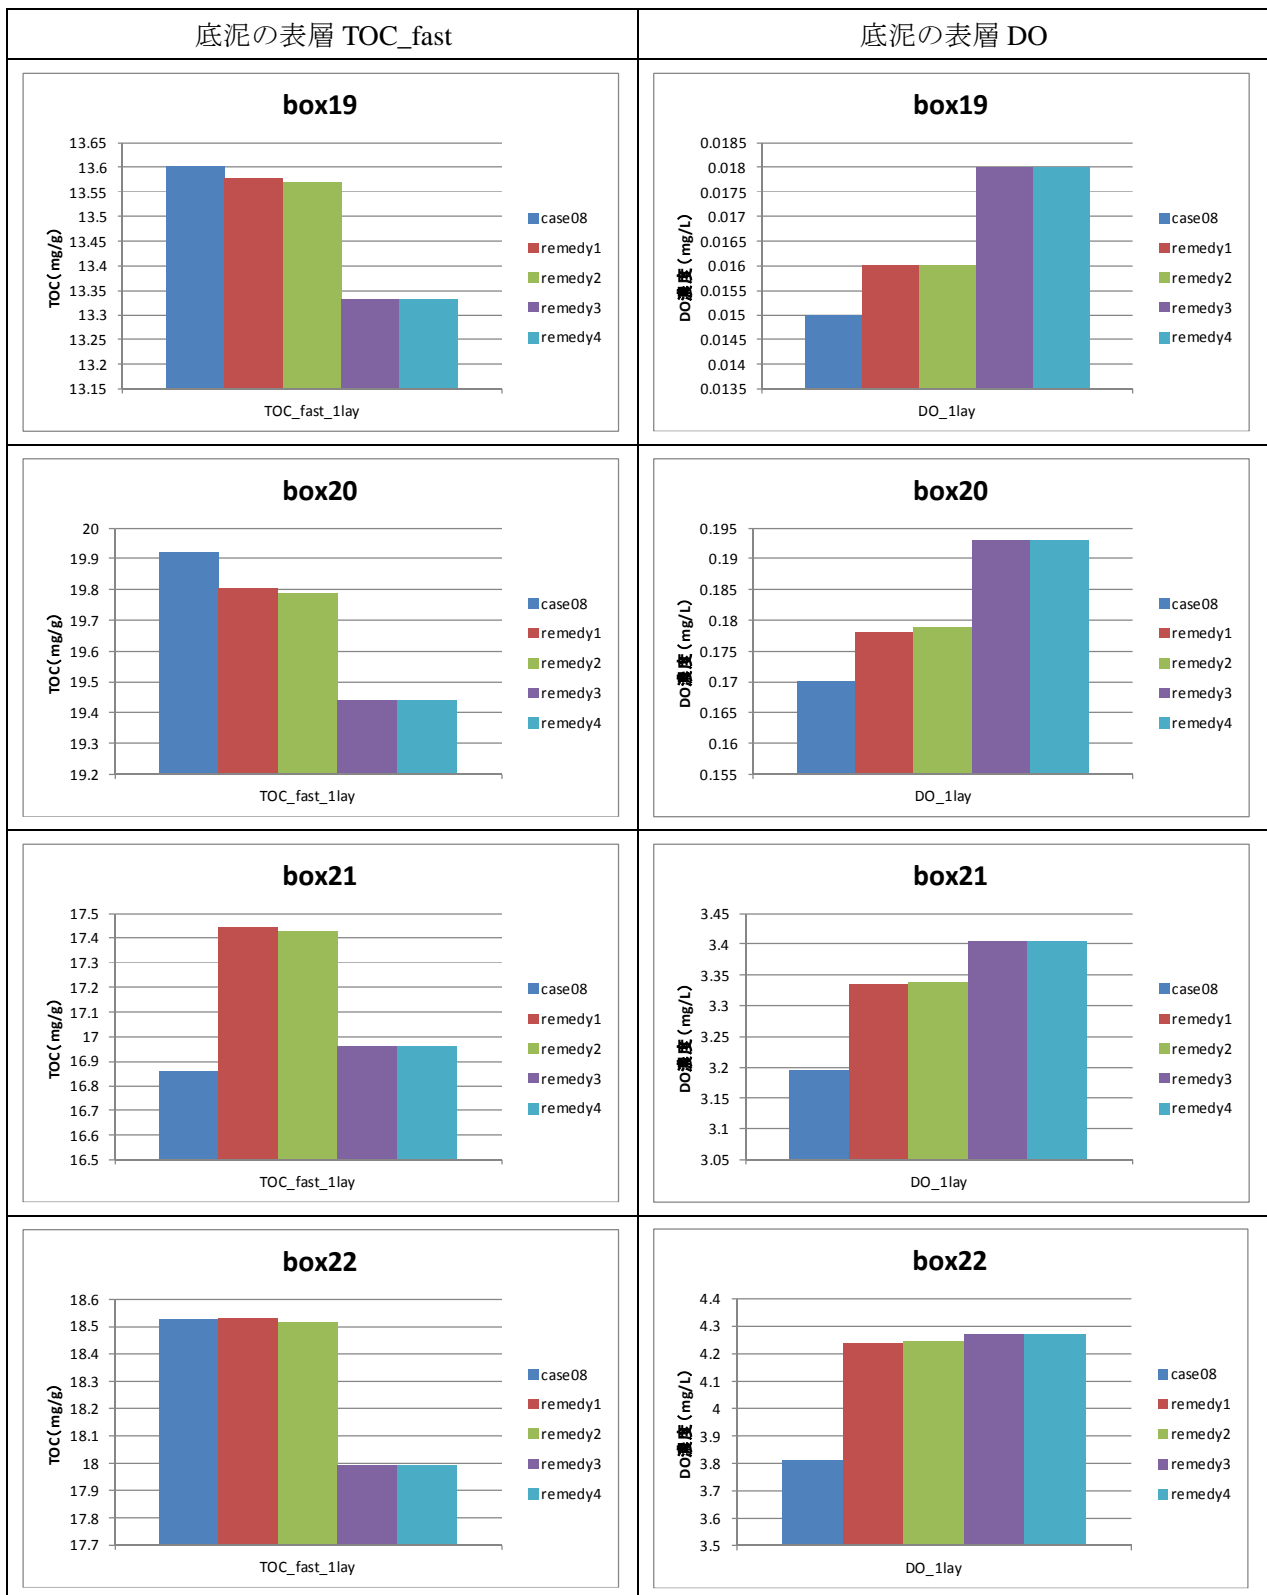 底泥の表層 TOC_fast
底泥の表層 DO
box19
TOC(mg/g)
13.65
13.6
13.55
13.5
13.45
13.4
13.35
13.3
13.25
13.2
13.15
TOC_fast_1lay
case08
remedy1
remedy2
remedy3
remedy4
box19
DO濃度(mg/L)
0.0185
0.018
0.0175
0.017
0.0165
0.016
0.0155
0.015
0.0145
0.014
0.0135
DO_1lay
case08
remedy1
remedy2
remedy3
remedy4
box20
TOC(mg/g)
20
19.9
19.8
19.7
19.6
19.5
19.4
19.3
19.2
TOC_fast_1lay
case08
remedy1
remedy2
remedy3
remedy4
box20
DO濃度(mg/L)
0.195
0.19
0.185
0.18
0.175
0.17
0.165
0.16
0.155
DO_1lay
case08
remedy1
remedy2
remedy3
remedy4
box21
TOC(mg/g)
17.5
17.4
17.3
17.2
17.1
17
16.9
16.8
16.7
16.6
16.5
TOC_fast_1lay
case08
remedy1
remedy2
remedy3
remedy4
box21
DO濃度(mg/L)
3.45
3.4
3.35
3.3
3.25
3.2
3.15
3.1
3.05
DO_1lay
case08
remedy1
remedy2
remedy3
remedy4
box22
TOC(mg/g)
18.6
18.5
18.4
18.3
18.2
18.1
18
17.9
17.8
17.7
TOC_fast_1lay
case08
remedy1
remedy2
remedy3
remedy4
box22
DO濃度(mg/L)
4.4
4.3
4.2
4.1
4
3.9
3.8
3.7
3.6
3.5
DO_1lay
case08
remedy1
remedy2
remedy3
remedy4